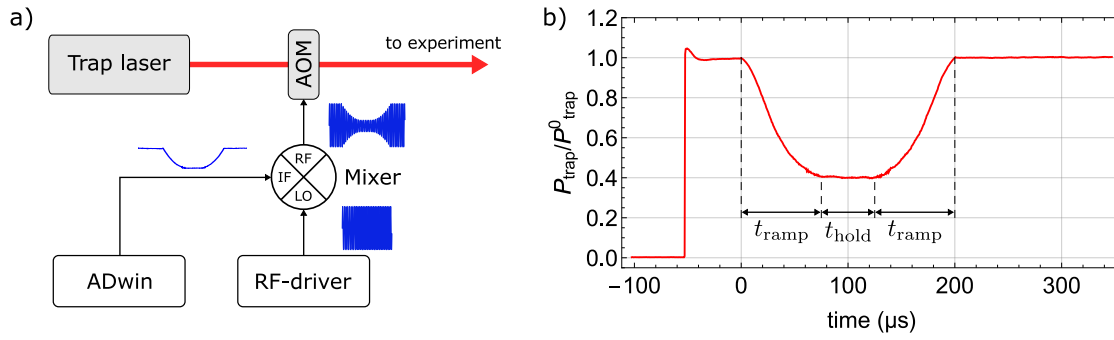 a)
Trap laser
AOM
to experiment
RF
IF
LO
Mixer
ADwin
RF-driver
b)
P_trap/P^0_trap
1.2
1.0
0.8
0.6
0.4
0.2
0.0
t_ramp
t_hold
t_ramp
−100
0
100
200
300
time (μs)